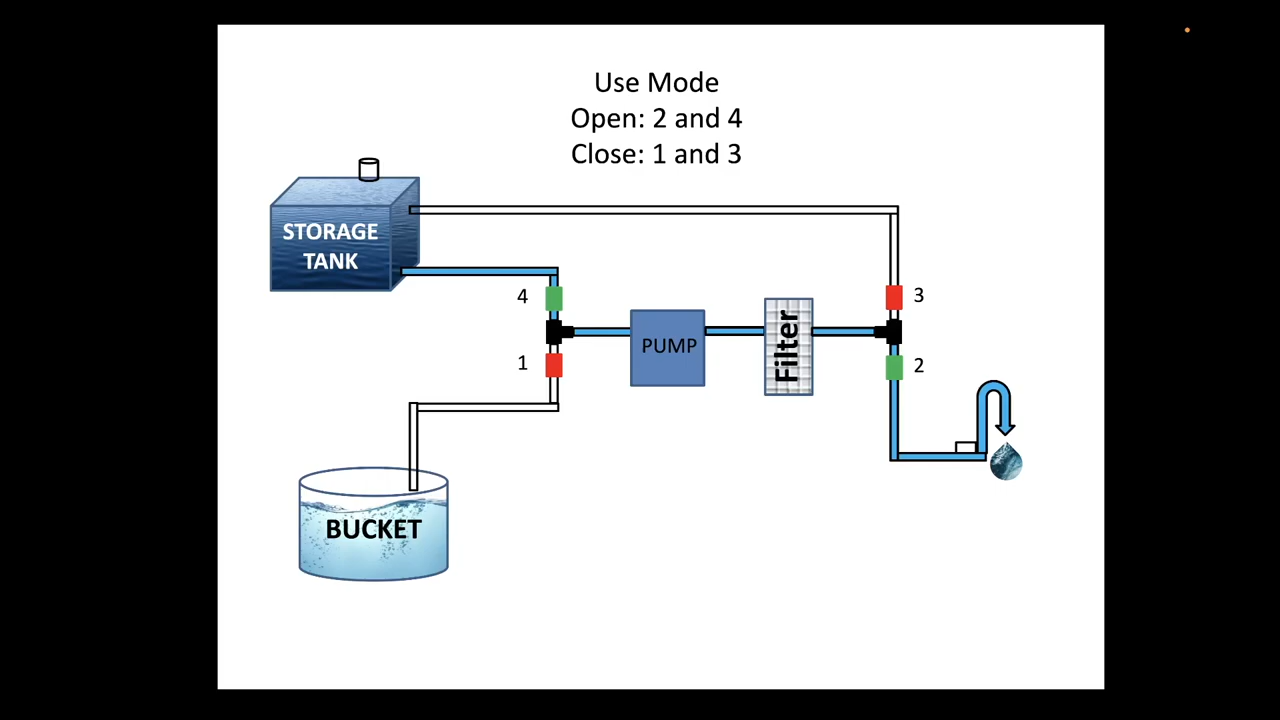 Use Mode
Open: 2 and 4
Close: 1 and 3
STORAGE
TANK
4
3
PUMP
Filter
1
2
BUCKET